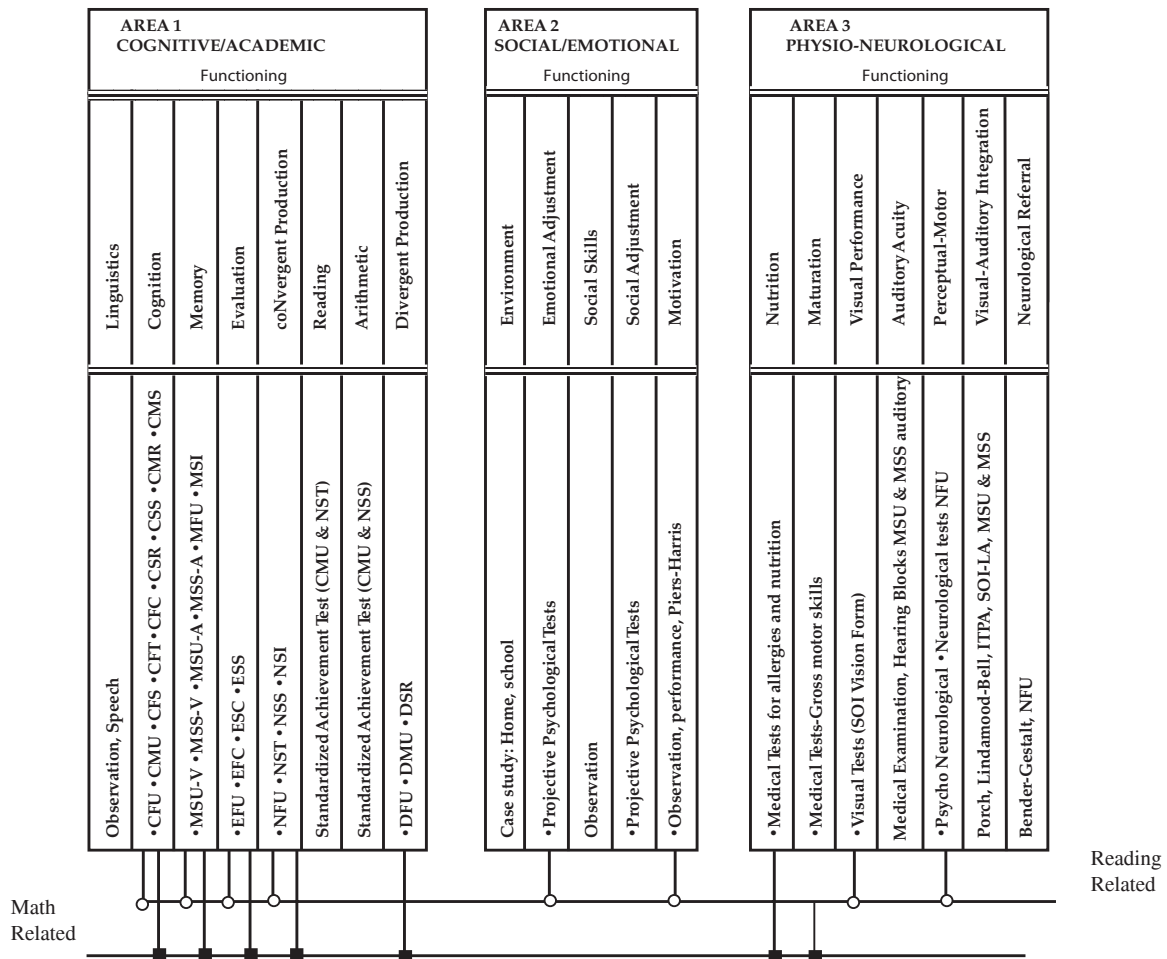 AREA 1
COGNITIVE/ACADEMIC
Functioning
Linguistics
Cognition
Memory
Evaluation
coNvergent Production
Reading
Arithmetic
Divergent Production
Observation, Speech
•CFU •CMU •CFS •CFT •CFC •CSR •CSS •CMR •CMS
•MSU-V •MSS-V •MSU-A •MSS-A •MFU •MSI
•EFU •EFC •ESC •ESS
•NFU •NST •NSS •NSI
Standardized Achievement Test (CMU & NST)
Standardized Achievement Test (CMU & NSS)
•DFU •DMU •DSR
AREA 2
SOCIAL/EMOTIONAL
Functioning
Environment
Emotional Adjustment
Social Skills
Social Adjustment
Motivation
Case study: Home, school
•Projective Psychological Tests
Observation
•Projective Psychological Tests
•Observation, performance, Piers-Harris
AREA 3
PHYSIO-NEUROLOGICAL
Functioning
Nutrition
Maturation
Visual Performance
Auditory Acuity
Perceptual-Motor
Visual-Auditory Integration
Neurological Referral
•Medical Tests for allergies and nutrition
•Medical Tests-Gross motor skills
•Visual Tests (SOI Vision Form)
Medical Examination, Hearing Blocks MSU & MSS auditory
•Psycho Neurological •Neurological tests NFU
Porch, Lindamood-Bell, ITPA, SOI-LA, MSU & MSS
Bender-Gestalt, NFU
Reading
Related
Math
Related